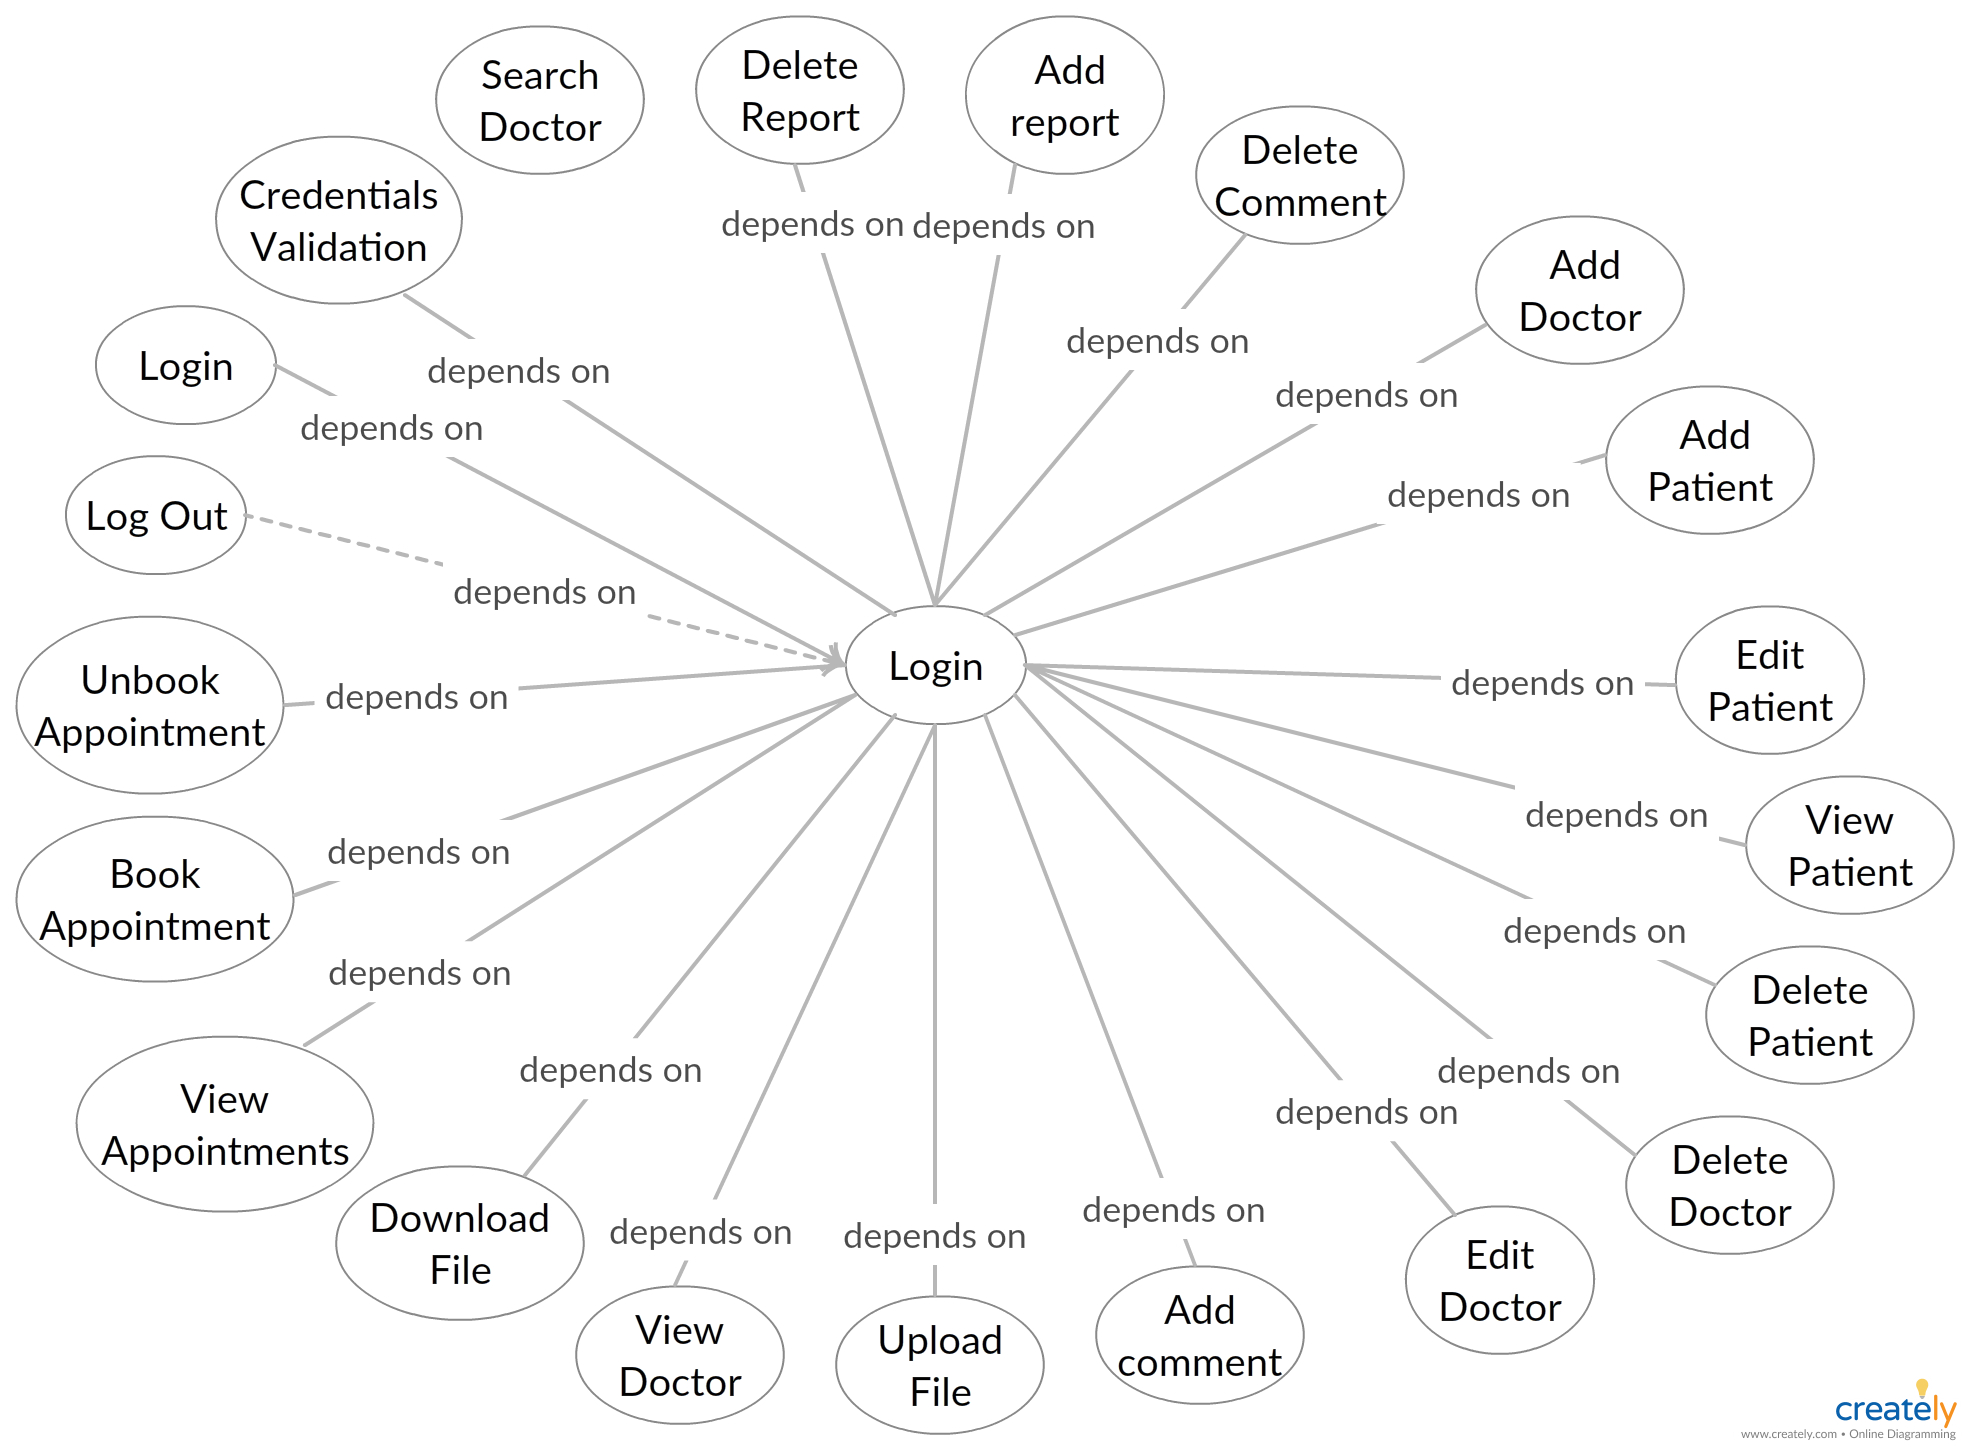 Search
Doctor
Delete
Report
Add
report
Delete
Comment
Credentials
Validation
depends on
depends on
Add
Doctor
Login
depends on
depends on
depends on
depends on
Add
Patient
Log Out
depends on
depends on
Login
Unbook
Appointment
depends on
depends on
Edit
Patient
Book
Appointment
depends on
depends on
View
Patient
depends on
depends on
Delete
Patient
View
Appointments
depends on
depends on
depends on
Delete
Doctor
Download
File
depends on
depends on
depends on
Edit
Doctor
View
Doctor
Upload
File
Add
comment
creately
www.creately.com • Online Diagramming